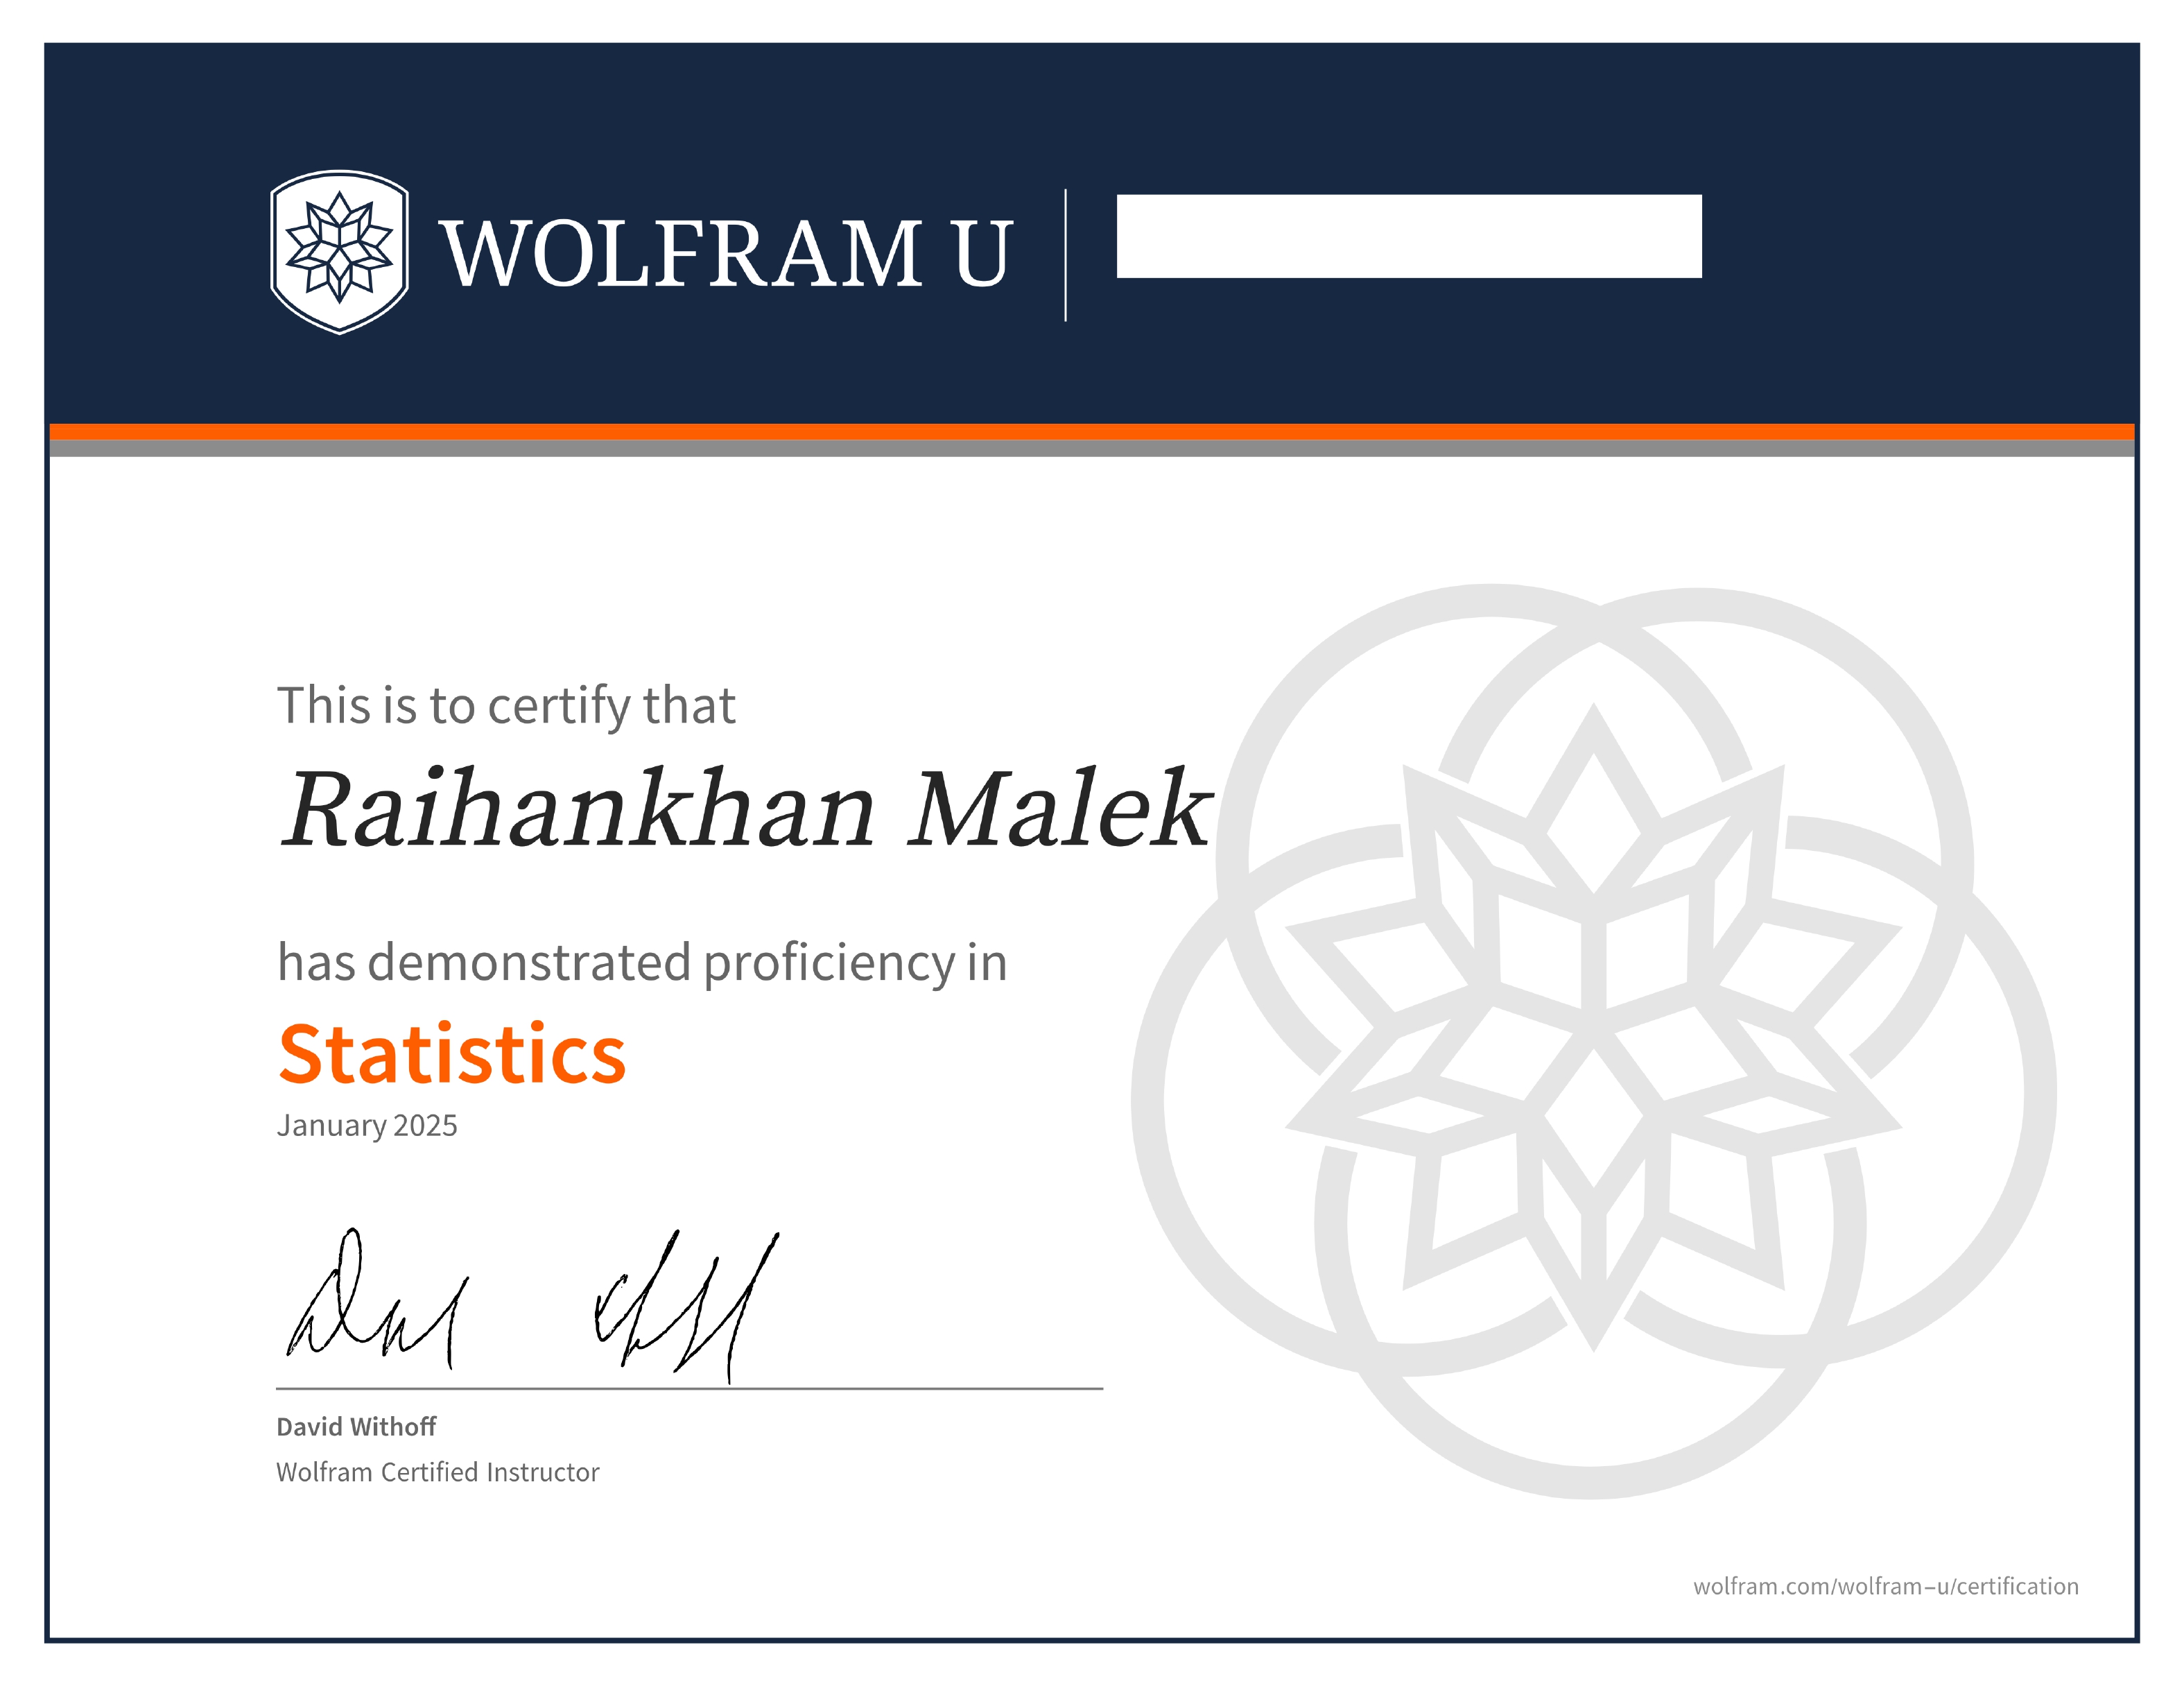 WOLFRAM U
This is to certify that
Raihankhan Malek
has demonstrated proficiency in
Statistics
January 2025
David Withoff
Wolfram Certified Instructor
wolfram.com/wolfram-u/certification